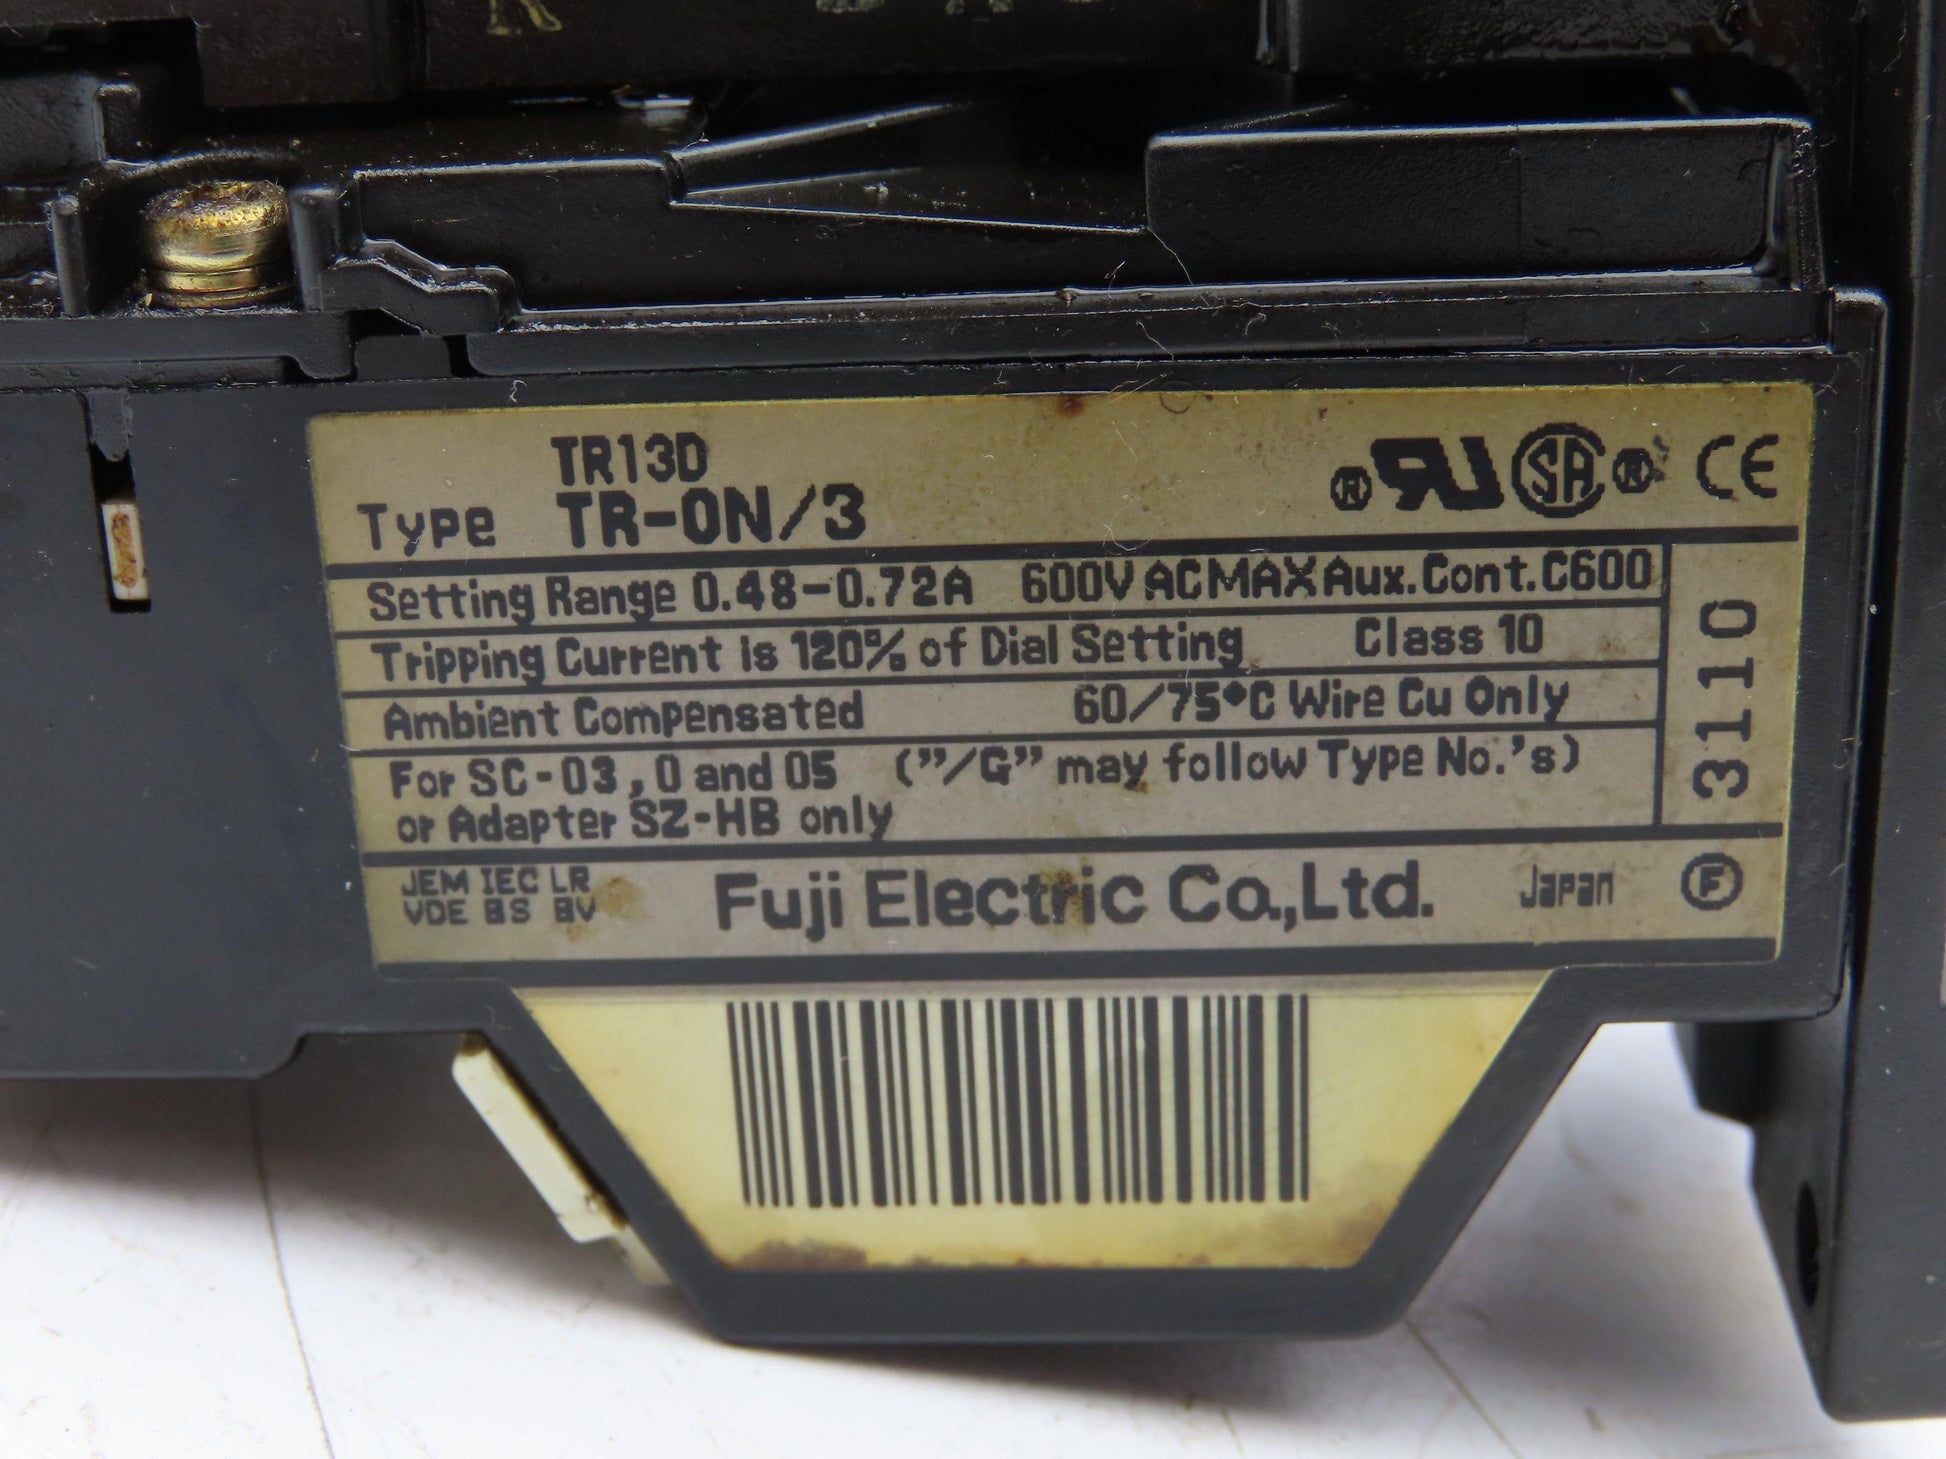 TR13D
Type TR-0N/3
® RU SA ® CE
Setting Range 0.48-0.72A 600V ACMAX Aux.Cont.C600
Tripping Current is 120% of Dial Setting Class 10
Ambient Compensated 60/75°C Wire Cu Only
For SC-03,0 and 05 ("/G" may follow Type No.'s)
or Adapter SZ-HB only
3110
JEM IEC LR
VDE BS BV
Fuji Electric Co.,Ltd. Japan F